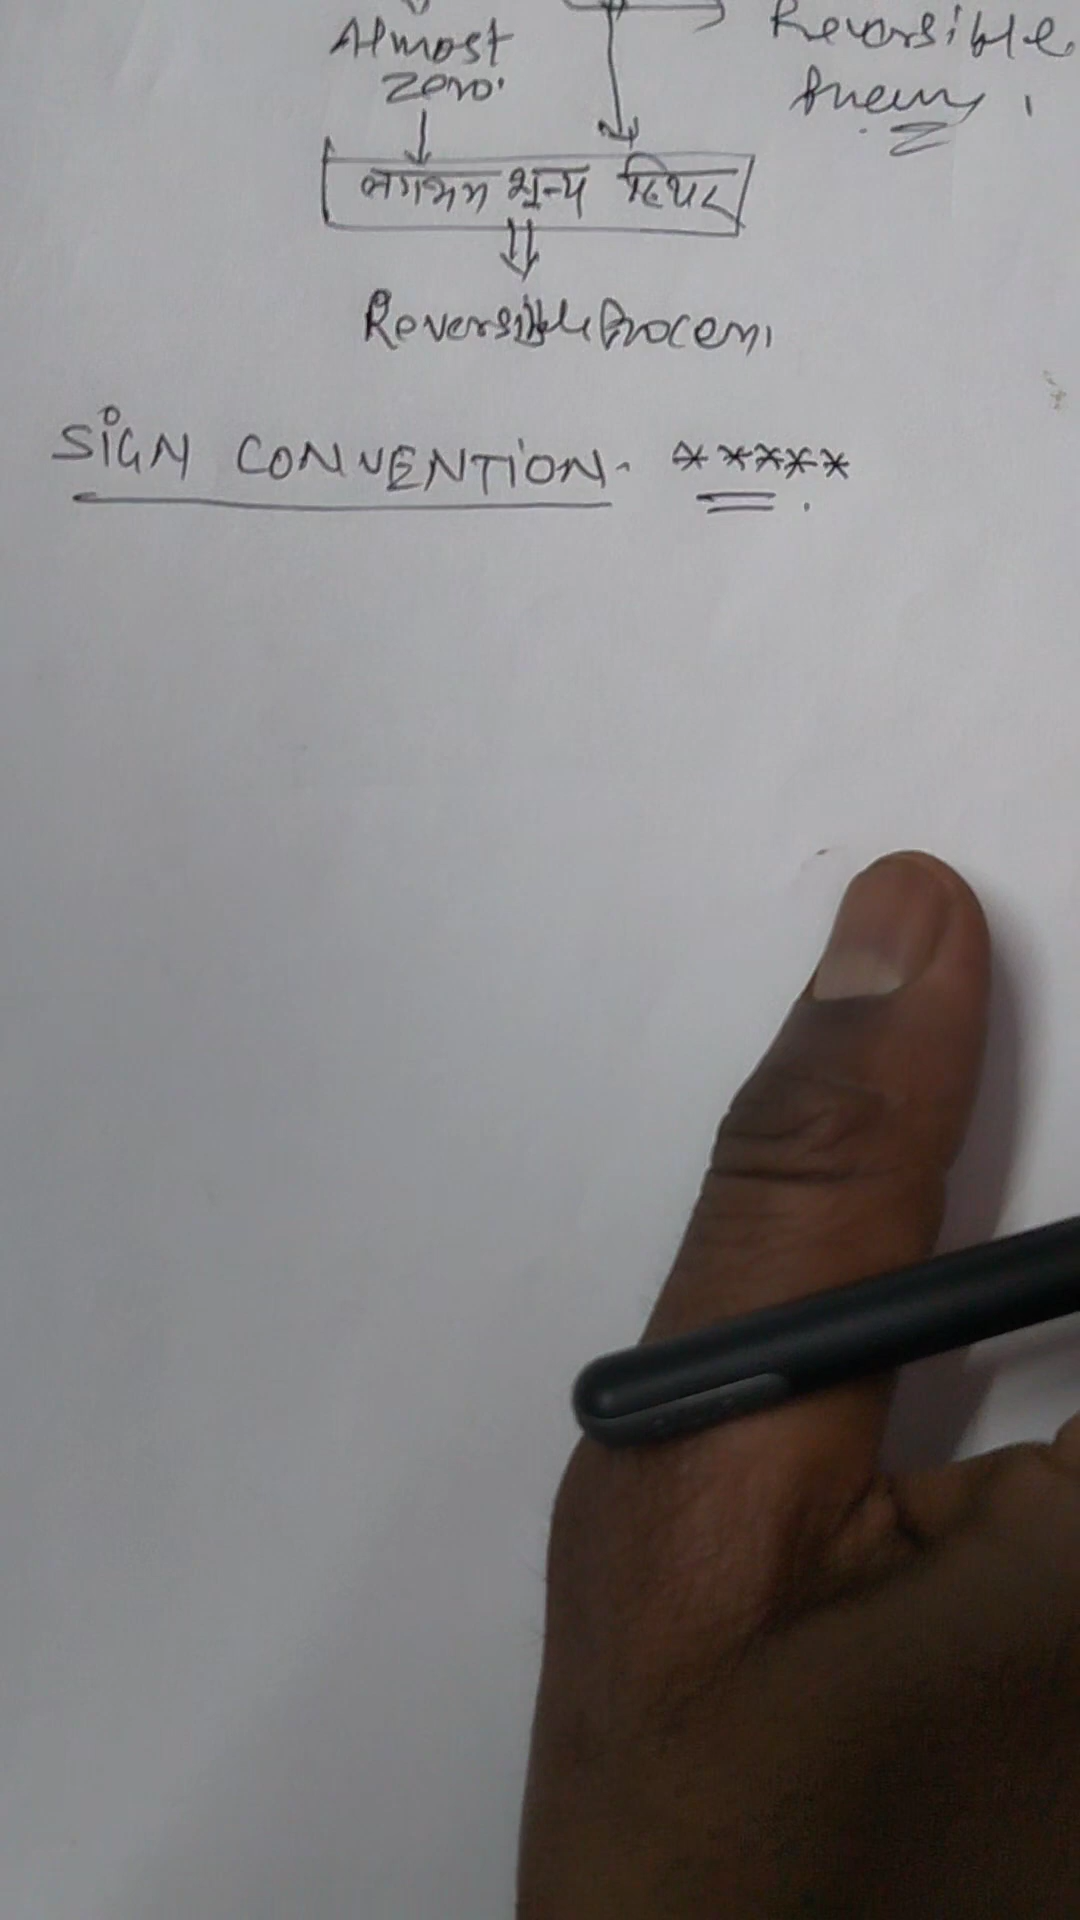 Almost
zero.
Reversible
लगभग शून्य स्थिर
Reversible Process,
SIGN CONVENTION. *****